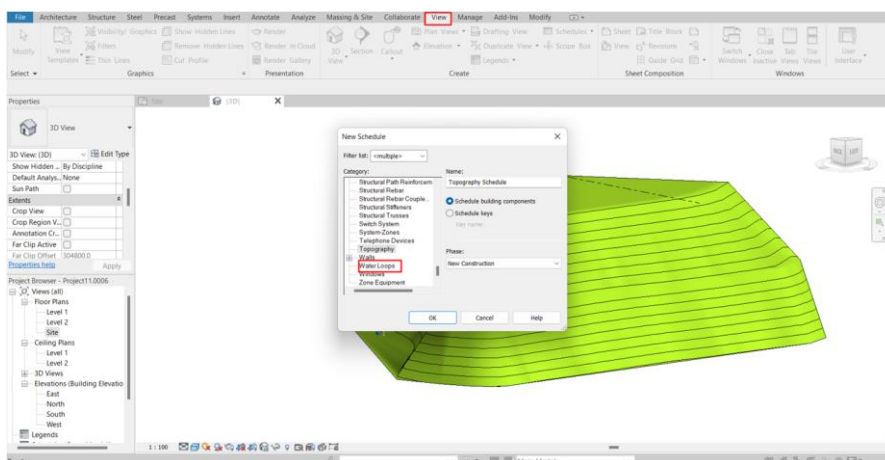 File Architecture Structure Steel Precast Systems Insert Annotate Analyze Massing & Site Collaborate View Manage Add-Ins Modify
Visibility/ Graphics Show Hidden Lines Render Plan Views Drafting View Schedules Sheet Title Block
Modify View Templates Filters Remove Hidden Lines Render in Cloud 3D View Section Callout Elevation Duplicate View Scope Box View Revisions Switch Windows Close Inactive Tab Views Tile Views User Interface
Thin Lines Cut Profile Render Gallery Legends Guide Grid
Select Graphics Presentation Create Sheet Composition Windows
Properties
Site
(3D) X
3D View
3D View: (3D) Edit Type
Show Hidden ... By Discipline
Default Analys... None
Sun Path
Extents
Crop View
Crop Region V...
Annotation Cr...
Far Clip Active
Far Clip Offset 304800.0
Properties help Apply
Project Browser - Project11.0006
Views (all)
Floor Plans
Level 1
Level 2
Site
Ceiling Plans
Level 1
Level 2
3D Views
Elevations (Building Elevatio
East
North
South
West
Legends
New Schedule
Filter list: <multiple>
Category:
Structural Path Reinforcem
Structural Rebar
Structural Rebar Couple...
Structural Stiffeners
Structural Trusses
Switch System
System-Zones
Telephone Devices
Topography
Walls
Water Loops
Windows
Zone Equipment
Name:
Topography Schedule
Schedule building components
Schedule keys
Key name:
Phase:
New Construction
OK Cancel Help
1 : 100